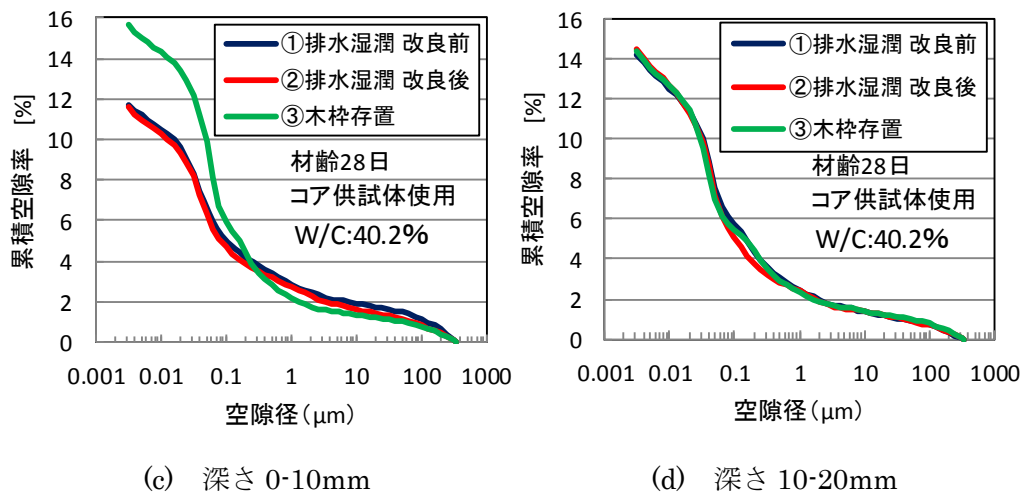 16
14
12
10
8
6
4
2
0
累積空隙率 [%]
①排水湿潤 改良前
②排水湿潤 改良後
③木枠存置
材齢28日
コア供試体使用
W/C:40.2%
0.001 0.01 0.1 1 10 100 1000
空隙径(μm)
(c) 深さ 0-10mm
16
14
12
10
8
6
4
2
0
累積空隙率 [%]
①排水湿潤 改良前
②排水湿潤 改良後
③木枠存置
材齢28日
コア供試体使用
W/C:40.2%
0.001 0.01 0.1 1 10 100 1000
空隙径(μm)
(d) 深さ 10-20mm